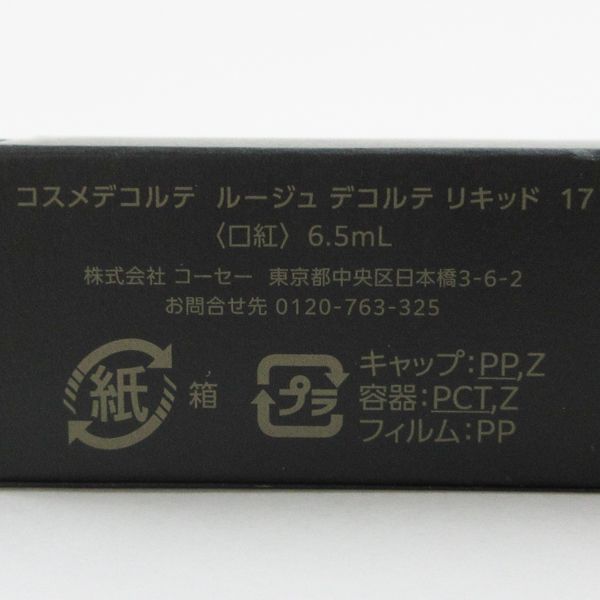 コスメデコルテ ルージュ デコルテ リキッド 17
〈口紅〉 6.5mL
株式会社 コーセー 東京都中央区日本橋3-6-2
お問合せ先 0120-763-325
紙 箱
プラ
キャップ:PP,Z
容器:PCT,Z
フィルム:PP